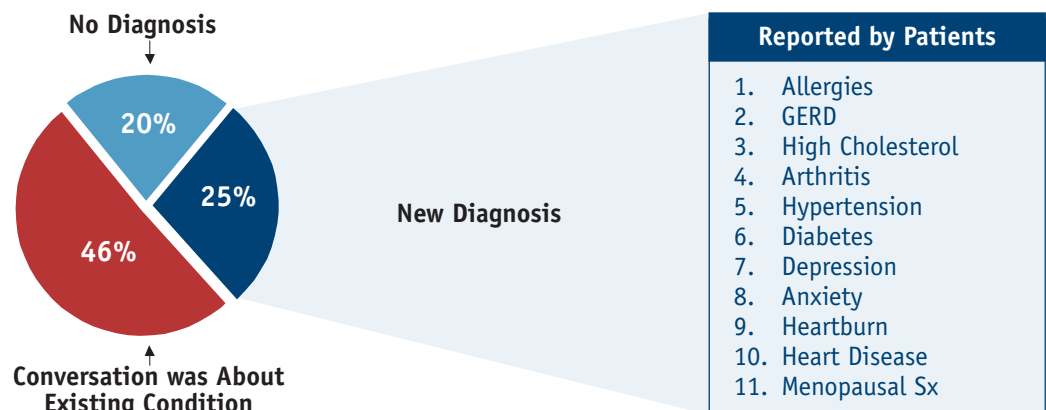 No Diagnosis
20%
25%
46%
New Diagnosis
Conversation was About
Existing Condition
Reported by Patients
1. Allergies
2. GERD
3. High Cholesterol
4. Arthritis
5. Hypertension
6. Diabetes
7. Depression
8. Anxiety
9. Heartburn
10. Heart Disease
11. Menopausal Sx